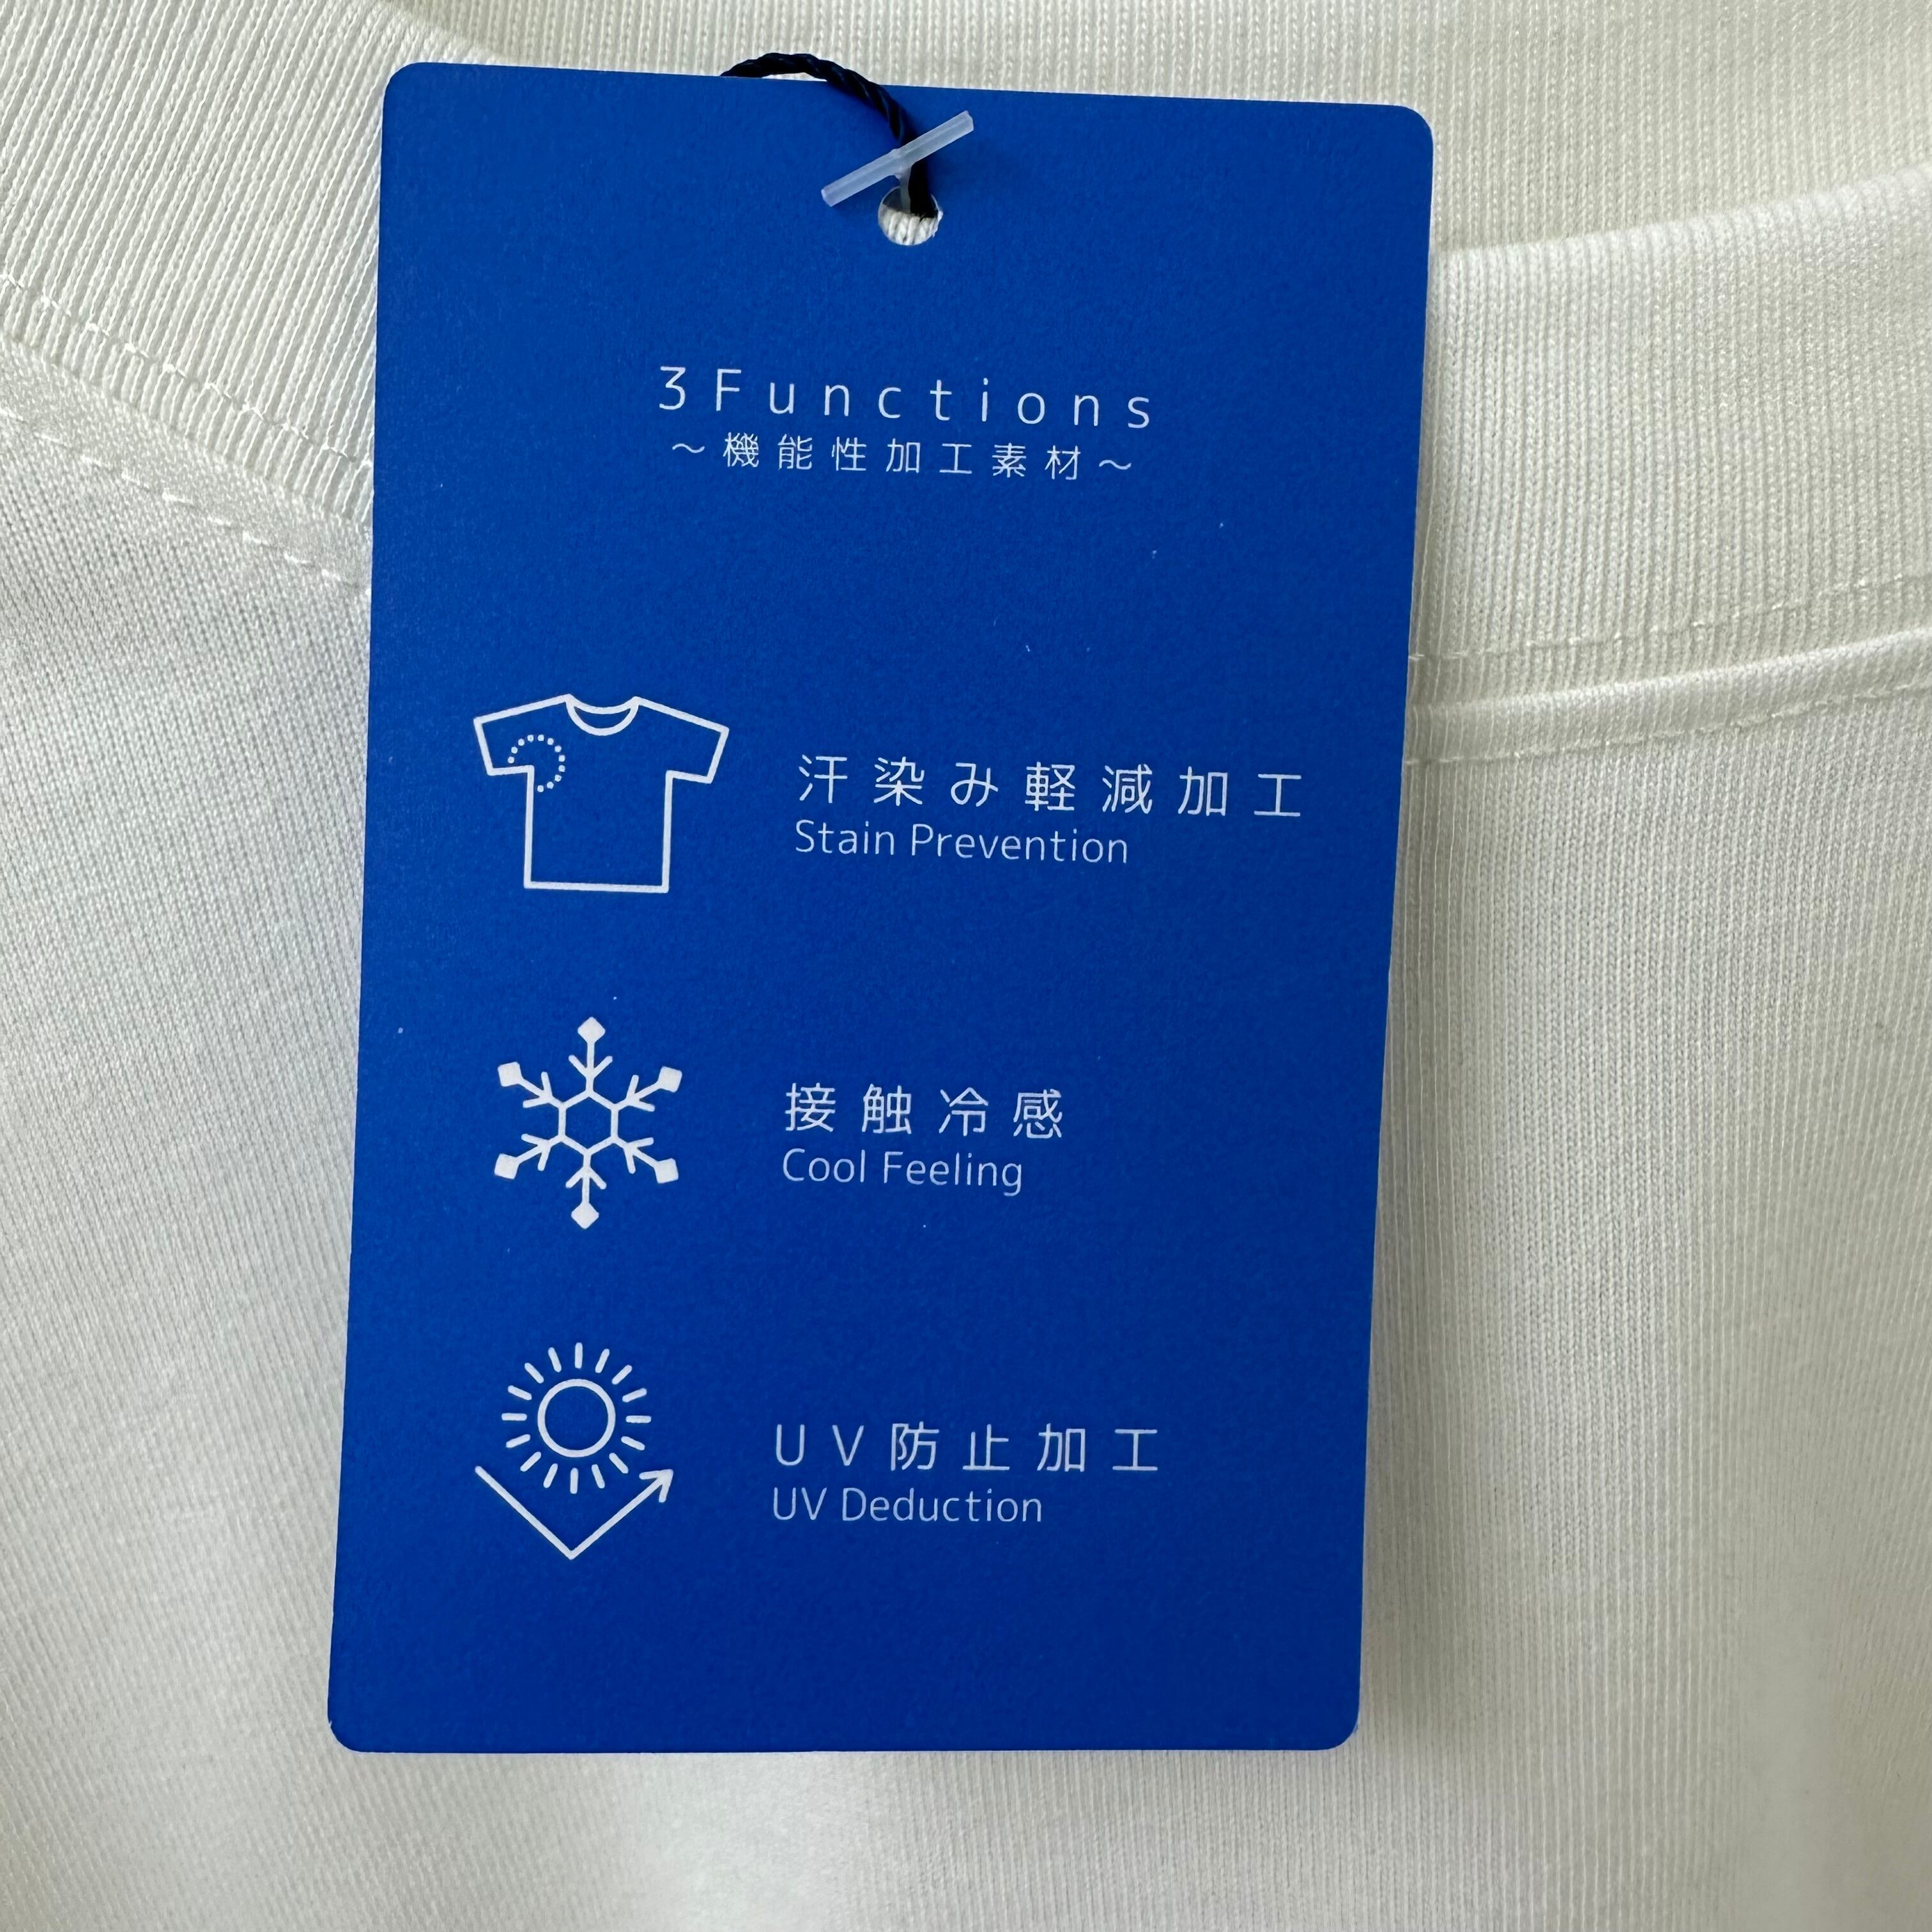 3Functions
～機能性加工素材～
汗染み軽減加工
Stain Prevention
接触冷感
Cool Feeling
UV防止加工
UV Deduction